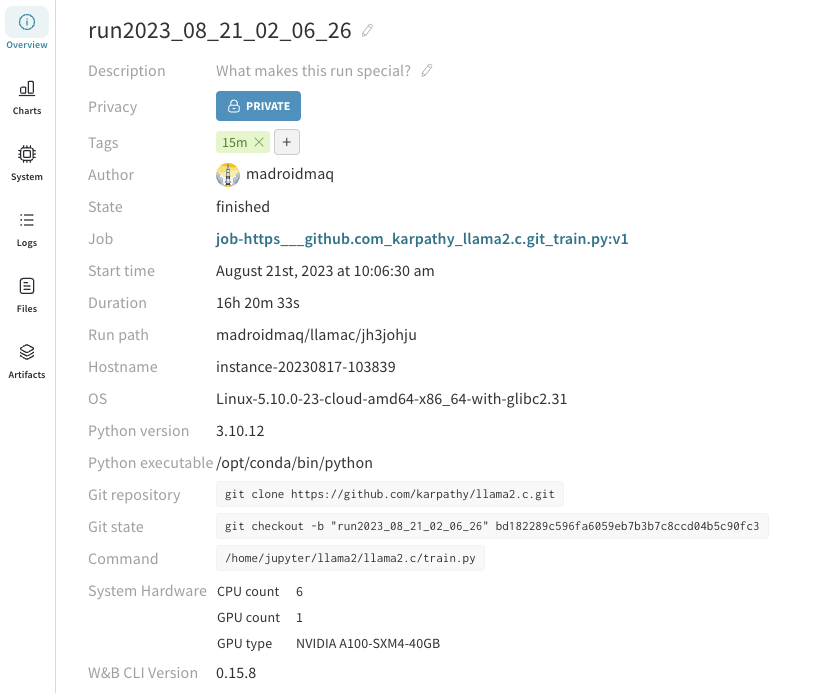 run2023_08_21_02_06_26
Overview
Description What makes this run special?
Charts
Privacy PRIVATE
Tags 15m × +
System
Author madroidmaq
State finished
Logs
Job job-https___github.com_karpathy_llama2.c.git_train.py:v1
Start time August 21st, 2023 at 10:06:30 am
Files
Duration 16h 20m 33s
Run path madroidmaq/llamac/jh3johju
Artifacts
Hostname instance-20230817-103839
OS Linux-5.10.0-23-cloud-amd64-x86_64-with-glibc2.31
Python version 3.10.12
Python executable /opt/conda/bin/python
Git repository git clone https://github.com/karpathy/llama2.c.git
Git state git checkout -b "run2023_08_21_02_06_26" bd182289c596fa6059eb7b3b7c8ccd04b5c90fc3
Command /home/jupyter/llama2/llama2.c/train.py
System Hardware CPU count 6
GPU count 1
GPU type NVIDIA A100-SXM4-40GB
W&B CLI Version 0.15.8